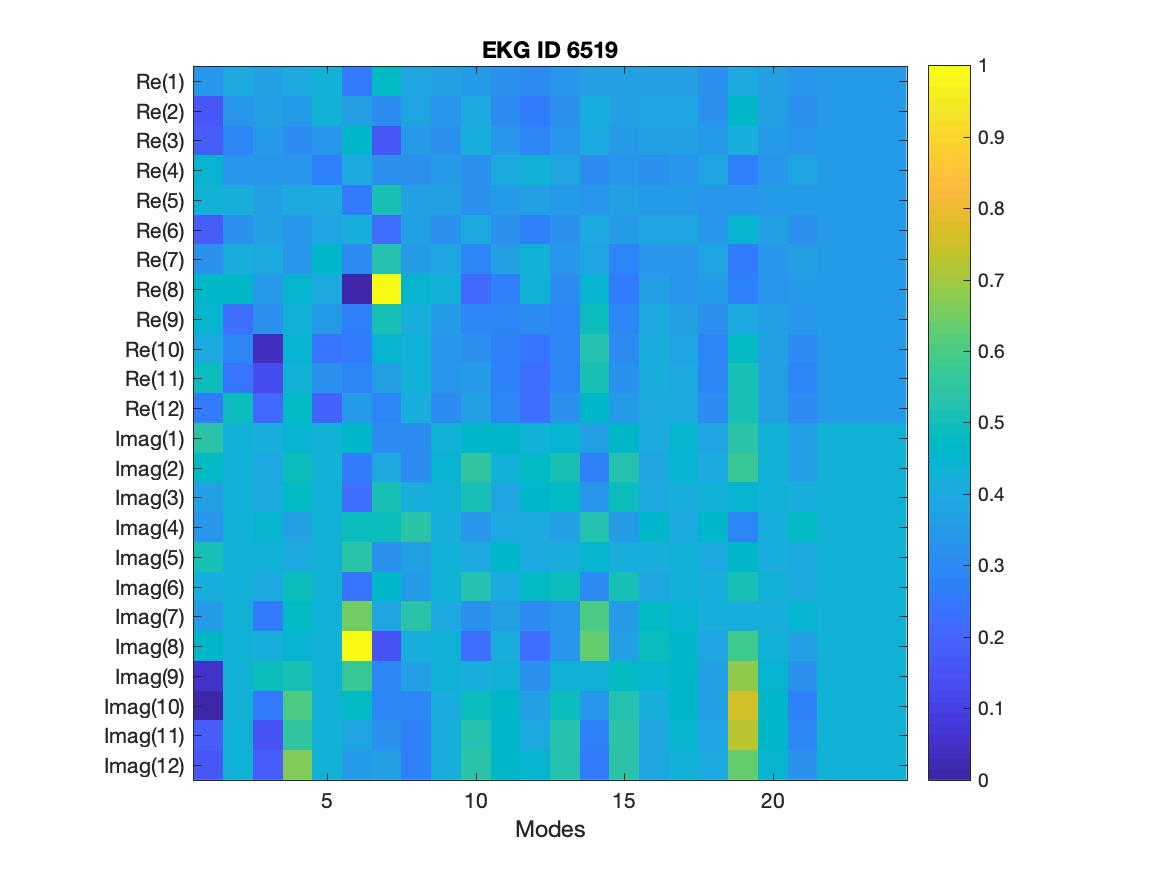 EKG ID 6519
Re(1)
Re(2)
Re(3)
Re(4)
Re(5)
Re(6)
Re(7)
Re(8)
Re(9)
Re(10)
Re(11)
Re(12)
Imag(1)
Imag(2)
Imag(3)
Imag(4)
Imag(5)
Imag(6)
Imag(7)
Imag(8)
Imag(9)
Imag(10)
Imag(11)
Imag(12)
5 10 15 20
Modes
1
0.9
0.8
0.7
0.6
0.5
0.4
0.3
0.2
0.1
0